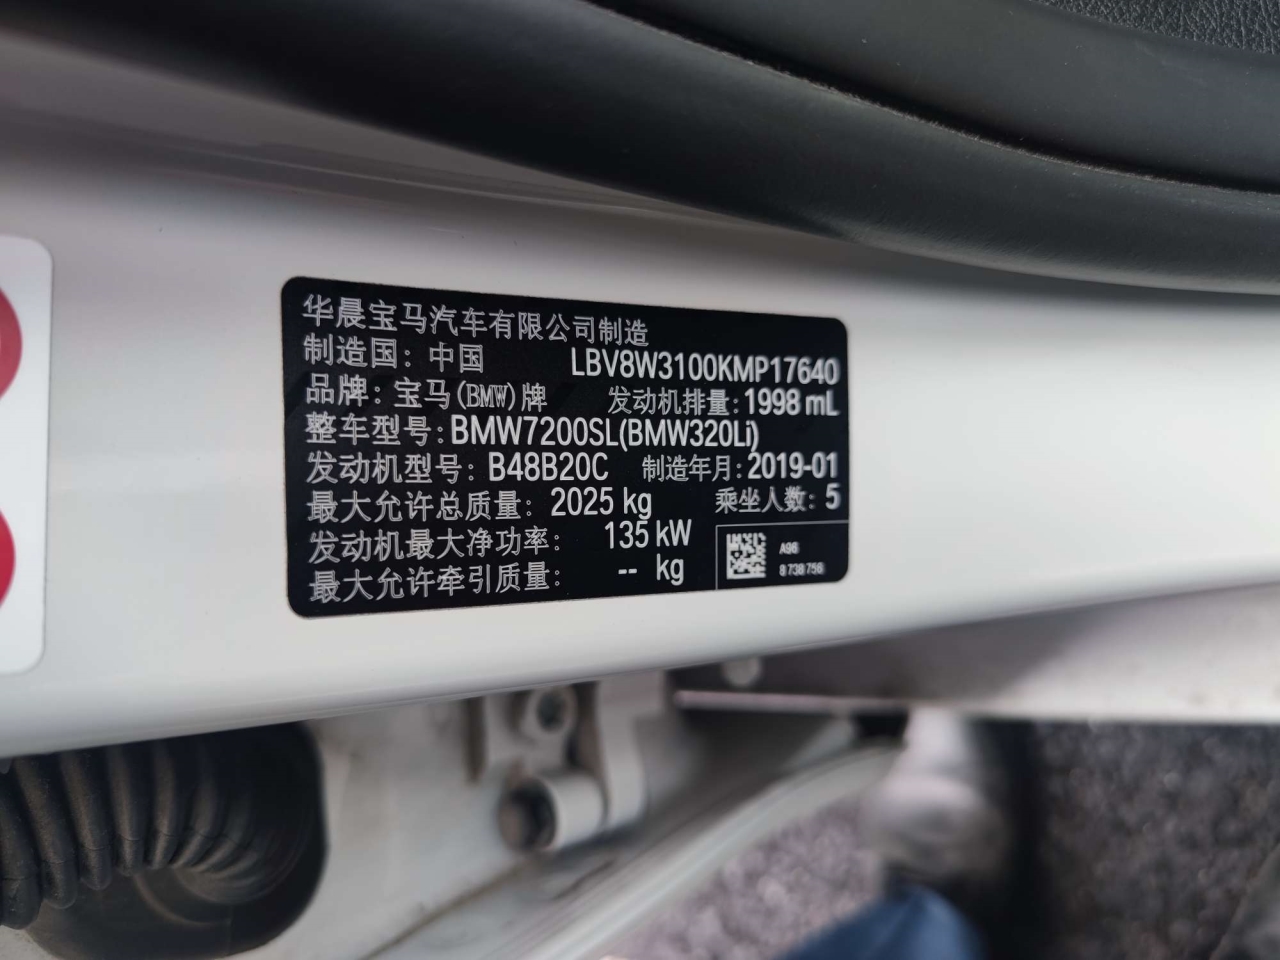 华晨宝马汽车有限公司制造
制造国：中国 LBV8W3100KMP17640
品牌：宝马(BMW)牌 发动机排量：1998 mL
整车型号：BMW7200SL(BMW320Li)
发动机型号：B48B20C 制造年月：2019-01
最大允许总质量：2025 kg 乘坐人数：5
发动机最大净功率：135 kW
最大允许牵引质量：-- kg
A96
8 738 756